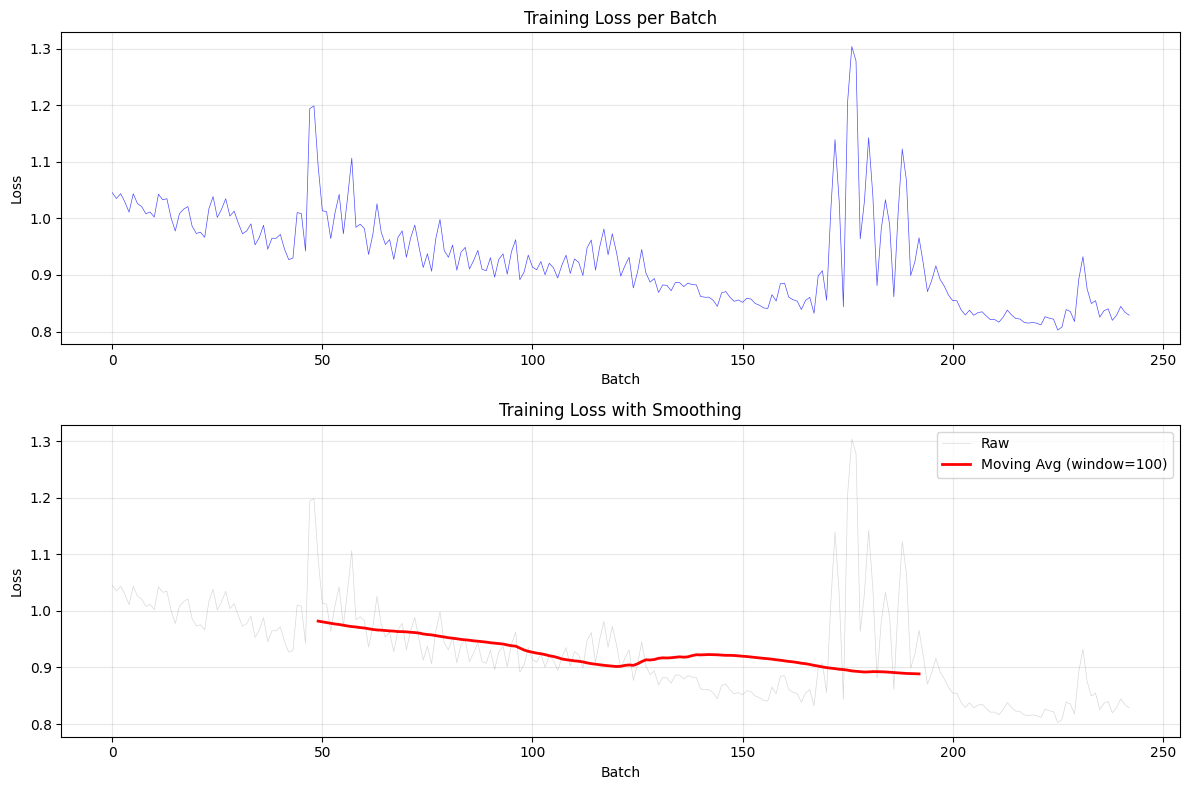 Training Loss per Batch
1.3
1.2
1.1
1.0
0.9
0.8
Loss
0 50 100 150 200 250
Batch
Training Loss with Smoothing
1.3
1.2
1.1
1.0
0.9
0.8
Loss
Raw
Moving Avg (window=100)
0 50 100 150 200 250
Batch